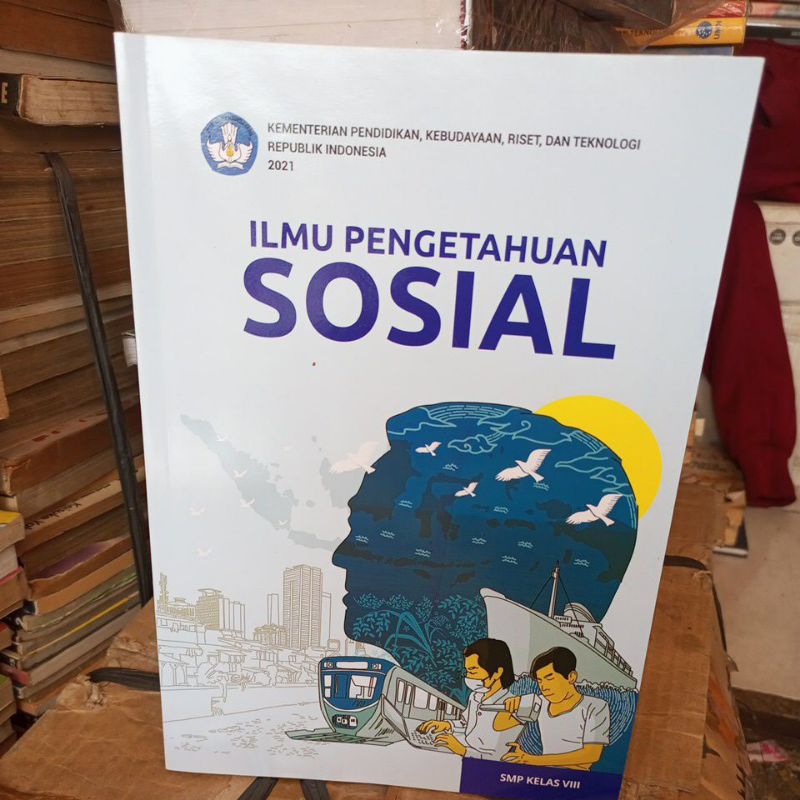 KEMENTERIAN PENDIDIKAN, KEBUDAYAAN, RISET, DAN TEKNOLOGI
REPUBLIK INDONESIA
2021
ILMU PENGETAHUAN
SOSIAL
SMP KELAS VIII